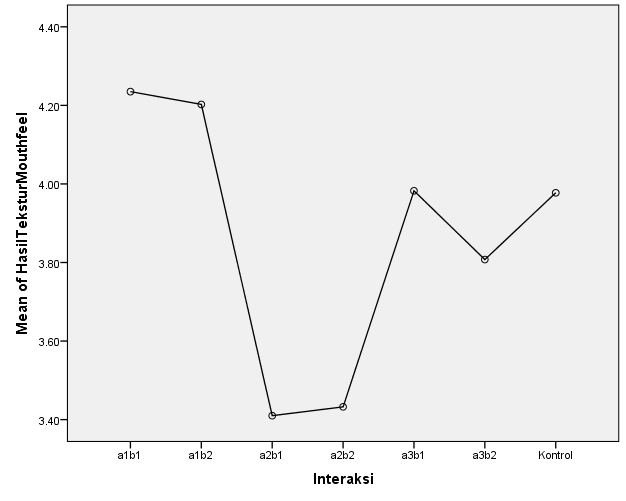 4.40
4.20
4.00
3.80
3.60
3.40
Mean of HasilTeksturMouthfeel
a1b1 a1b2 a2b1 a2b2 a3b1 a3b2 Kontrol
Interaksi